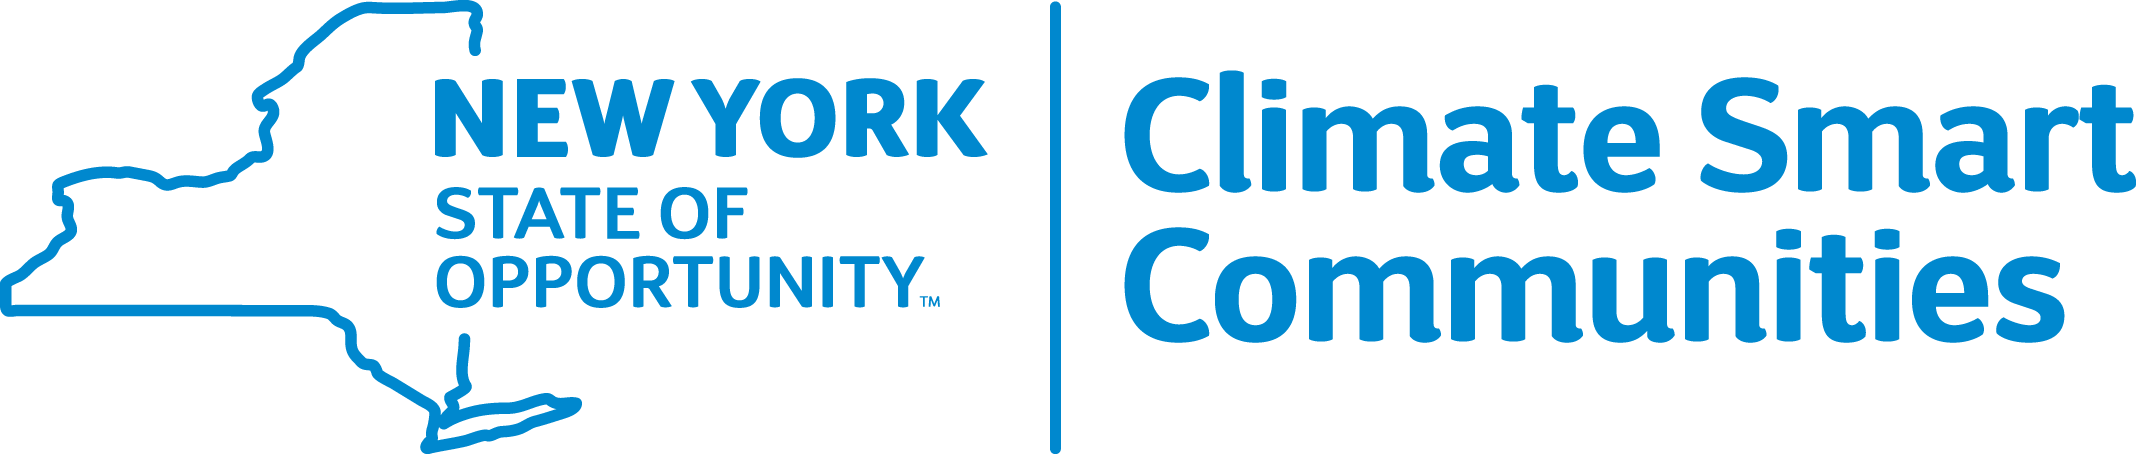 NEW YORK
STATE OF
OPPORTUNITY™
Climate Smart
Communities